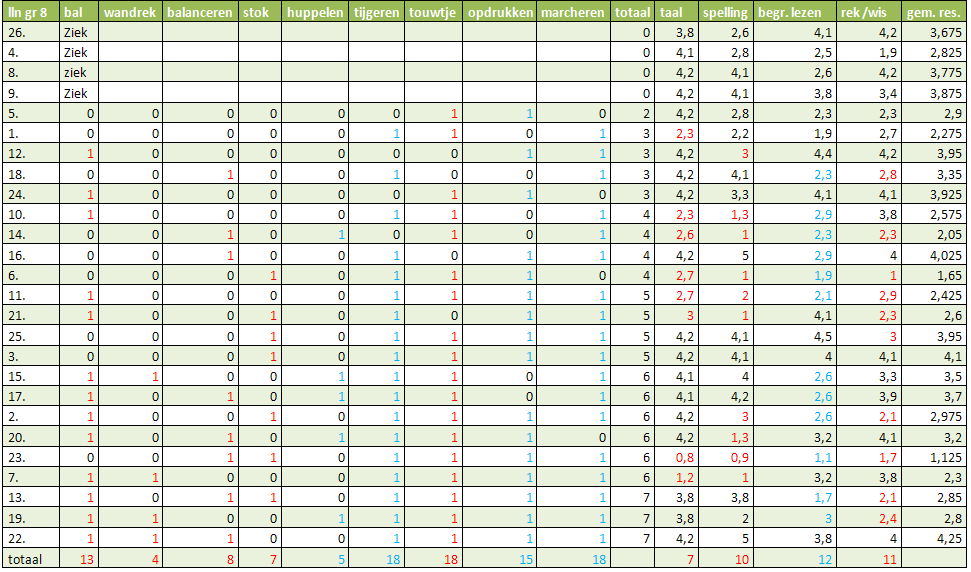 lln gr 8 bal wandrek balanceren stok huppelen tijgeren touwtje opdrukken marcheren totaal taal spelling begr. lezen rek/wis gem. res.
26. Ziek 0 3,8 2,6 4,1 4,2 3,675
4. Ziek 0 4,1 2,8 2,5 1,9 2,825
8. ziek 0 4,2 4,1 2,6 4,2 3,775
9. Ziek 0 4,2 4,1 3,8 3,4 3,875
5. 0 0 0 0 0 0 1 1 0 2 4,2 2,8 2,3 2,3 2,9
1. 0 0 0 0 0 1 1 0 1 3 2,3 2,2 1,9 2,7 2,275
12. 1 0 0 0 0 0 0 1 1 3 4,2 3 4,4 4,2 3,95
18. 0 0 1 0 0 1 0 0 1 3 4,2 4,1 2,3 2,8 3,35
24. 1 0 0 0 0 0 1 1 0 3 4,2 3,3 4,1 4,1 3,925
10. 1 0 0 0 0 1 1 0 1 4 2,3 1,3 2,9 3,8 2,575
14. 0 0 1 0 1 0 1 0 1 4 2,6 1 2,3 2,3 2,05
16. 0 0 1 0 0 1 0 1 1 4 4,2 5 2,9 4 4,025
6. 0 0 0 1 0 1 1 1 0 4 2,7 1 1,9 1 1,65
11. 1 0 0 0 0 1 1 1 1 5 2,7 2 2,1 2,9 2,425
21. 1 0 0 1 0 1 0 1 1 5 3 1 4,1 2,3 2,6
25. 0 0 0 1 0 1 1 1 1 5 4,2 4,1 4,5 3 3,95
3. 0 0 0 1 0 1 1 1 1 5 4,2 4,1 4 4,1 4,1
15. 1 1 0 0 1 1 1 0 1 6 4,1 4 2,6 3,3 3,5
17. 1 0 1 0 1 1 1 0 1 6 4,1 4,2 2,6 3,9 3,7
2. 1 0 0 1 0 1 1 1 1 6 4,2 3 2,6 2,1 2,975
20. 1 0 1 0 1 1 1 1 0 6 4,2 1,3 3,2 4,1 3,2
23. 0 0 1 1 0 1 1 1 1 6 0,8 0,9 1,1 1,7 1,125
7. 1 1 0 0 0 1 1 1 1 6 1,2 1 3,2 3,8 2,3
13. 1 0 1 1 0 1 1 1 1 7 3,8 3,8 1,7 2,1 2,85
19. 1 1 0 0 1 1 1 1 1 7 3,8 2 3 2,4 2,8
22. 1 1 1 0 0 1 1 1 1 7 4,2 5 3,8 4 4,25
totaal 13 4 8 7 5 18 18 15 18 7 10 12 11